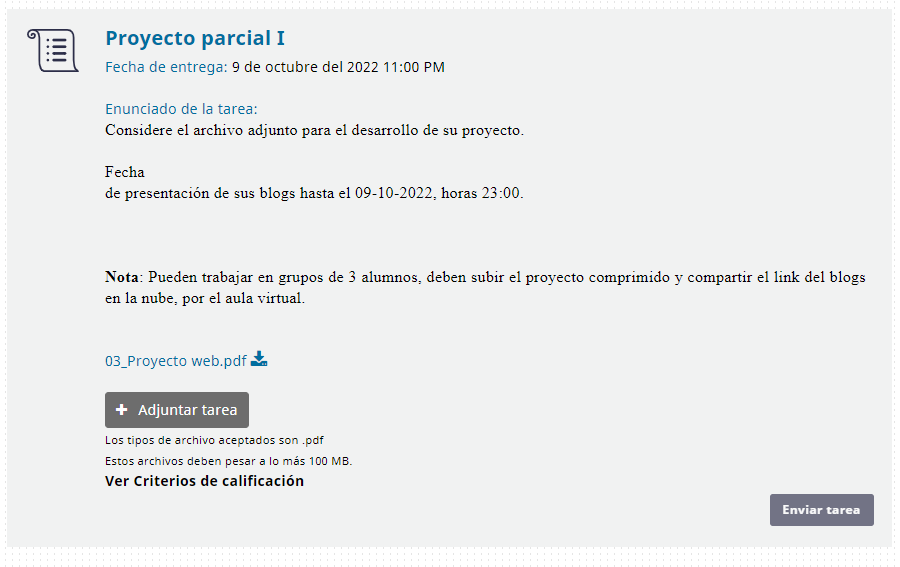 Proyecto parcial I
Fecha de entrega: 9 de octubre del 2022 11:00 PM
Enunciado de la tarea:
Considere el archivo adjunto para el desarrollo de su proyecto.
Fecha
de presentación de sus blogs hasta el 09-10-2022, horas 23:00.
Nota: Pueden trabajar en grupos de 3 alumnos, deben subir el proyecto comprimido y compartir el link del blogs
en la nube, por el aula virtual.
03_Proyecto web.pdf
+ Adjuntar tarea
Los tipos de archivo aceptados son .pdf
Estos archivos deben pesar a lo más 100 MB.
Ver Criterios de calificación
Enviar tarea